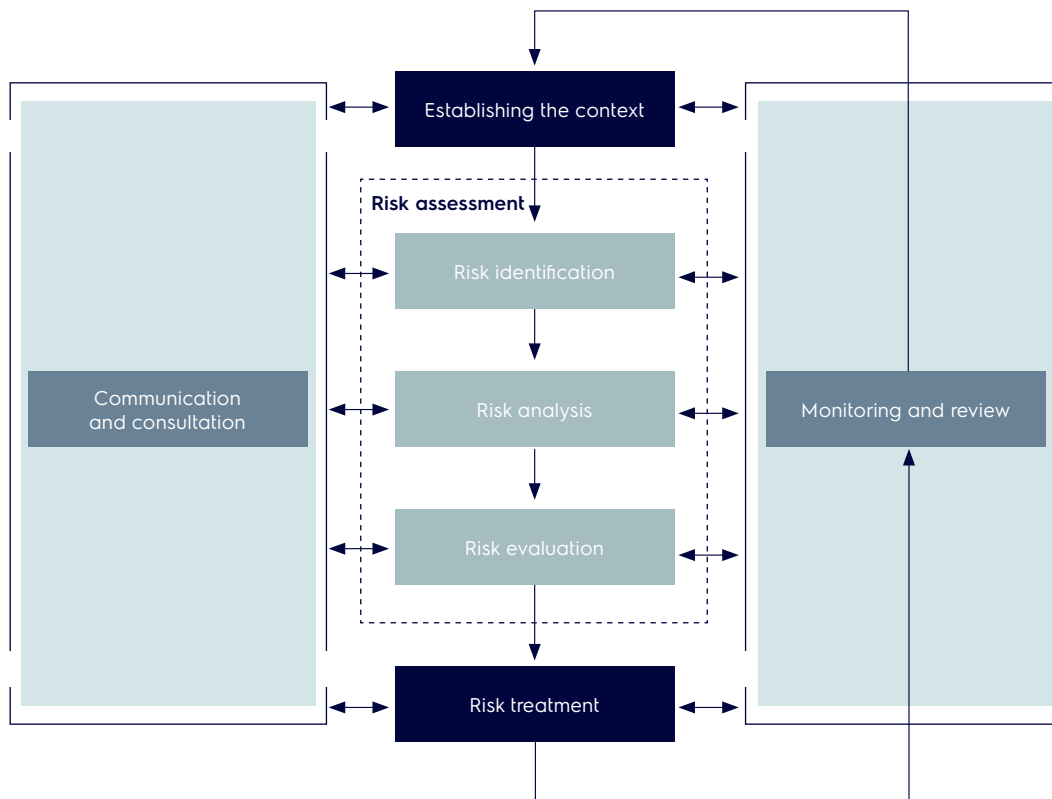 Establishing the context
Risk assessment
Risk identification
Communication
and consultation
Risk analysis
Monitoring and review
Risk evaluation
Risk treatment